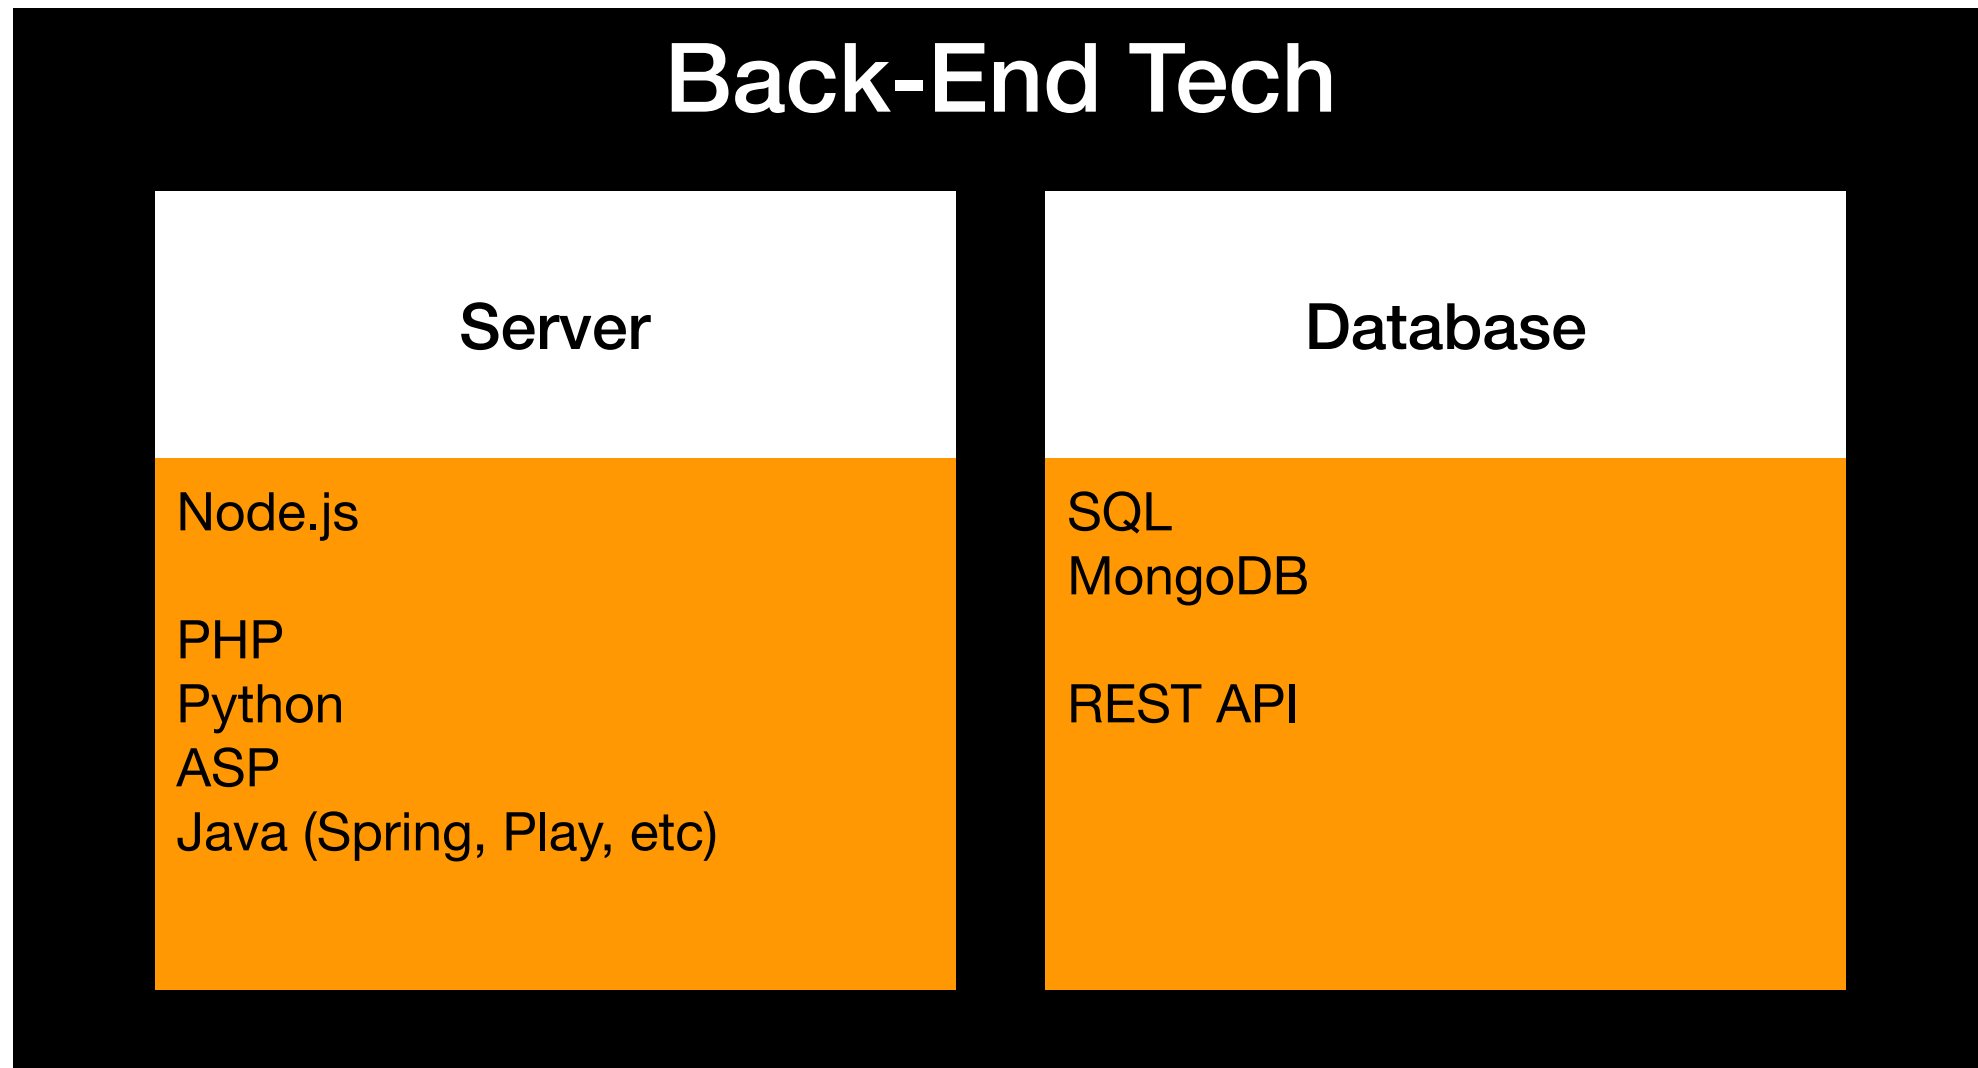 Back-End Tech
Server
Node.js
PHP
Python
ASP
Java (Spring, Play, etc)
Database
SQL
MongoDB
REST API